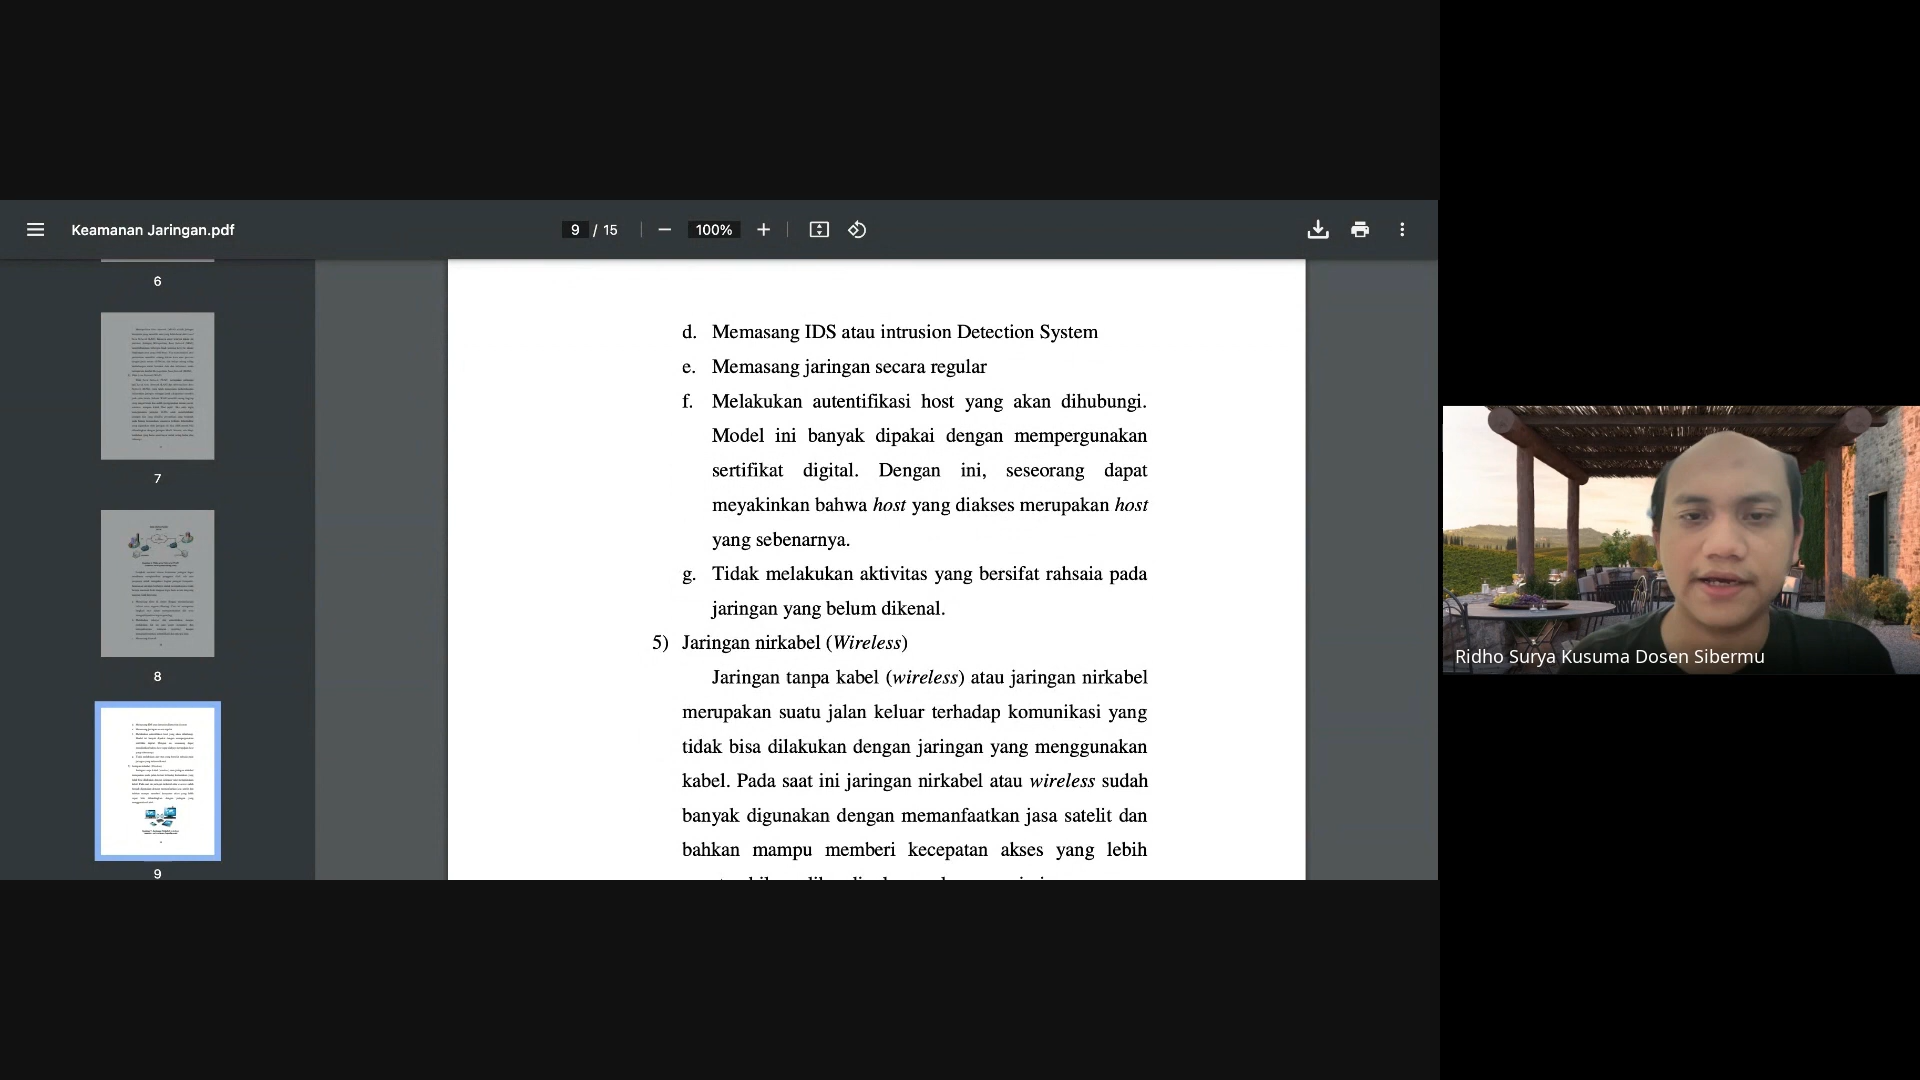 Keamanan Jaringan.pdf
9 / 15
100%
6
7
8
9
d. Memasang IDS atau intrusion Detection System
e. Memasang jaringan secara regular
f. Melakukan autentifikasi host yang akan dihubungi.
Model ini banyak dipakai dengan mempergunakan
sertifikat digital. Dengan ini, seseorang dapat
meyakinkan bahwa host yang diakses merupakan host
yang sebenarnya.
g. Tidak melakukan aktivitas yang bersifat rahsaia pada
jaringan yang belum dikenal.
5) Jaringan nirkabel (Wireless)
Jaringan tanpa kabel (wireless) atau jaringan nirkabel
merupakan suatu jalan keluar terhadap komunikasi yang
tidak bisa dilakukan dengan jaringan yang menggunakan
kabel. Pada saat ini jaringan nirkabel atau wireless sudah
banyak digunakan dengan memanfaatkan jasa satelit dan
bahkan mampu memberi kecepatan akses yang lebih
Ridho Surya Kusuma Dosen Sibermu